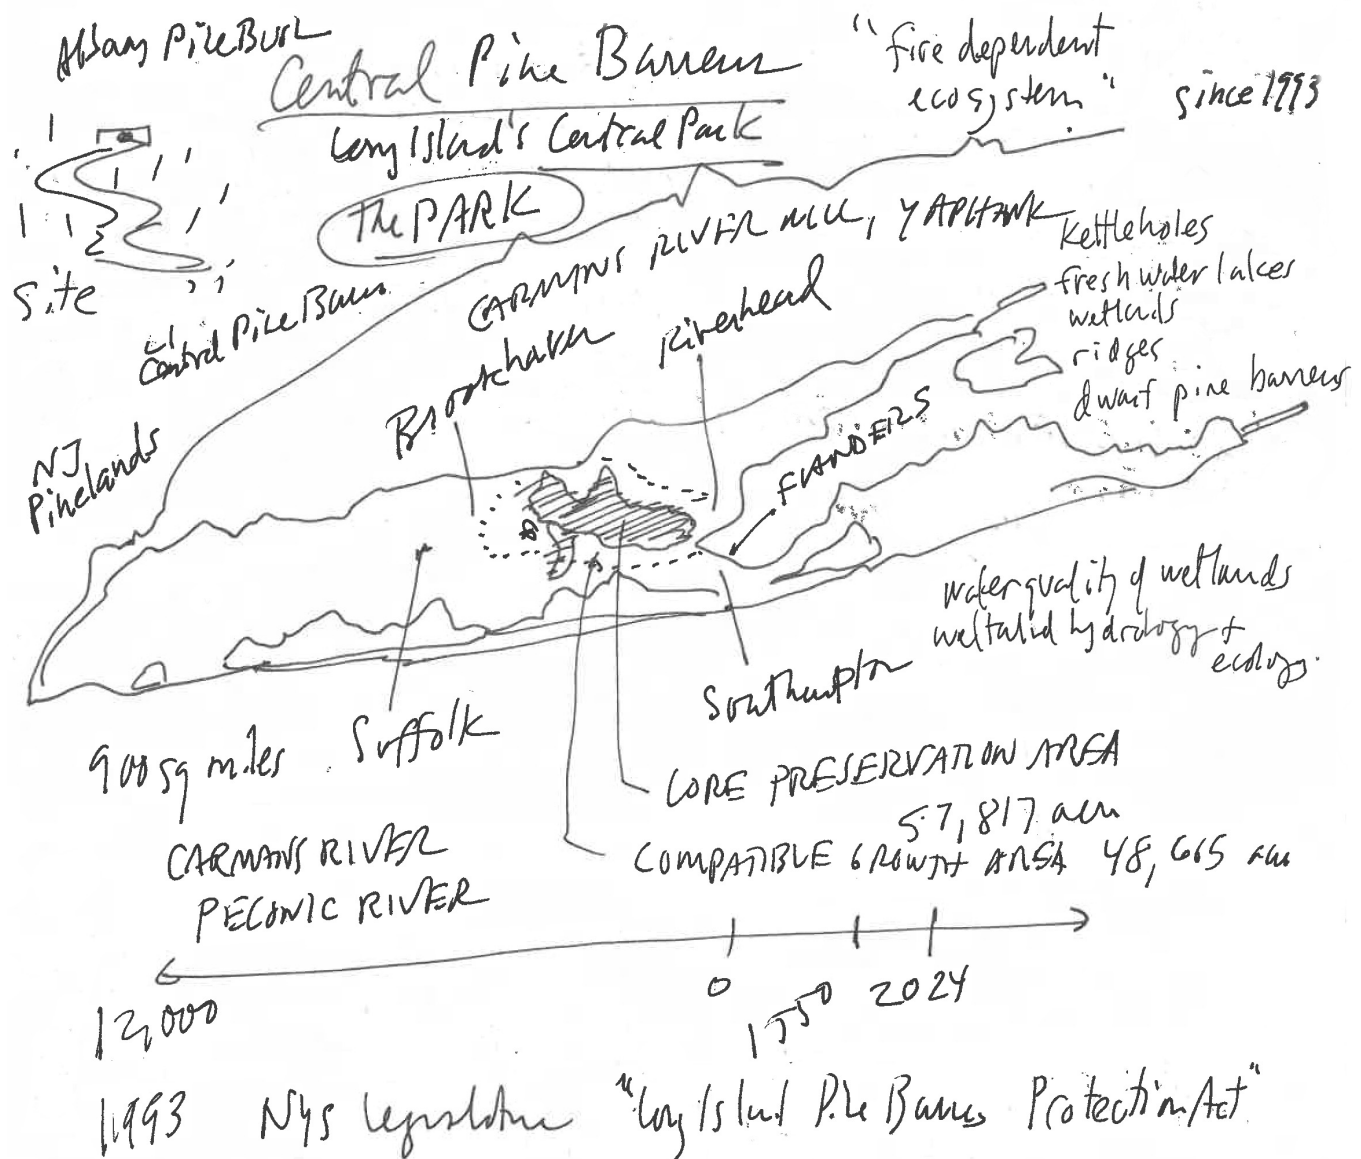 Albany Pine Bush
Central Pine Barrens
"fire dependent
ecosystem"
since 1993
Long Island's Central Park
The PARK
Site
CARMANS RIVER MILL, YAPHANK
Kettleholes
fresh water lakes
wetlands
ridges
dwarf pine barrens
LI
Central Pine Barrens
Brookhaven
Riverhead
NJ
Pinelands
FLANDERS
water quality of wetlands
wetland hydrology +
ecology.
Southampton
900 sq miles
Suffolk
CORE PRESERVATION AREA
57,817 acres
COMPATIBLE GROWTH AREA 48,665 acres
CARMANS RIVER
PECONIC RIVER
12,000
0
1750
2024
1993 NYS Legislature "Long Island Pine Barrens Protection Act"